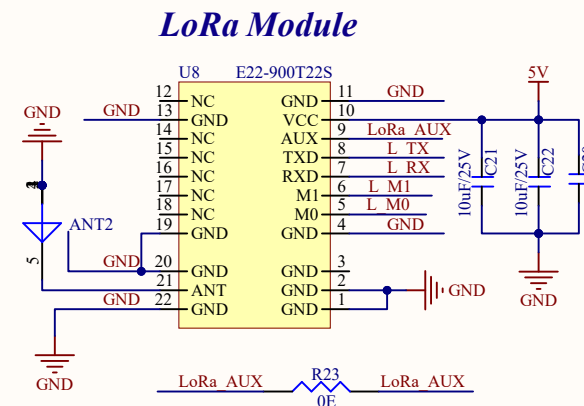 LoRa Module
U8 E22-900T22S
5V
GND
12 NC GND 11 GND
GND 13 GND VCC 10
14 NC AUX 9 LoRa_AUX
15 NC TXD 8 L_TX
16 NC RXD 7 L_RX
17 NC M1 6 L_M1
18 NC M0 5 L_M0
19 GND GND 4 GND
ANT2
10uF/25V C21
10uF/25V C22
GND 20 GND GND 3
5 21 ANT GND 2 GND
GND 22 GND GND 1
GND
GND
LoRa_AUX R23 LoRa_AUX
0E